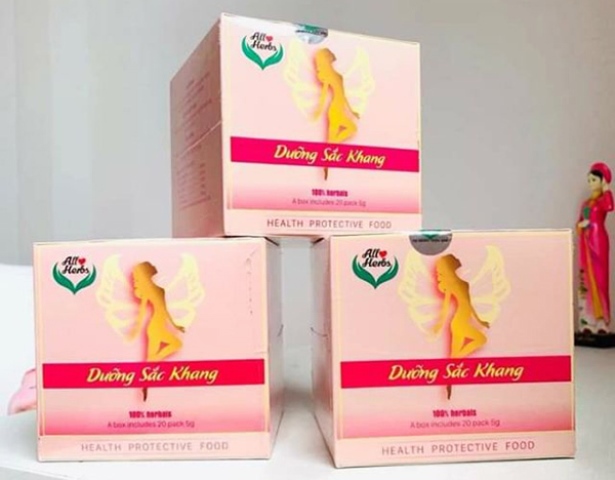 All
Herbs
Dưỡng Sắc Khang
100% herbals
A box includes 20 pack 5g
HEALTH PROTECTIVE FOOD
All
Herbs
Dưỡng Sắc Khang
100% herbals
A box includes 20 pack 5g
HEALTH PROTECTIVE FOOD
All
Herbs
Dưỡng Sắc Khang
100% herbals
A box includes 20 pack 5g
HEALTH PROTECTIVE FOOD